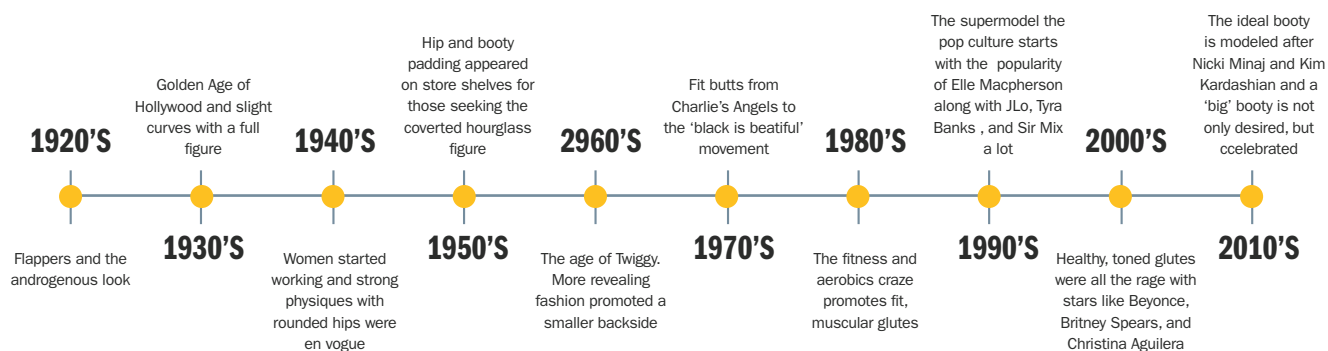 1920'S
Flappers and the
androgenous look
Golden Age of
Hollywood and slight
curves with a full
figure
1930'S
1940'S
Women started
working and strong
physiques with
rounded hips were
en vogue
Hip and booty
padding appeared
on store shelves for
those seeking the
coverted hourglass
figure
1950'S
2960'S
The age of Twiggy.
More revealing
fashion promoted a
smaller backside
Fit butts from
Charlie's Angels to
the 'black is beatiful'
movement
1970'S
1980'S
The fitness and
aerobics craze
promotes fit,
muscular glutes
The supermodel the
pop culture starts
with the popularity
of Elle Macpherson
along with JLo, Tyra
Banks , and Sir Mix
a lot
1990'S
2000'S
Healthy, toned glutes
were all the rage with
stars like Beyonce,
Britney Spears, and
Christina Aguilera
The ideal booty
is modeled after
Nicki Minaj and Kim
Kardashian and a
'big' booty is not
only desired, but
ccelebrated
2010'S